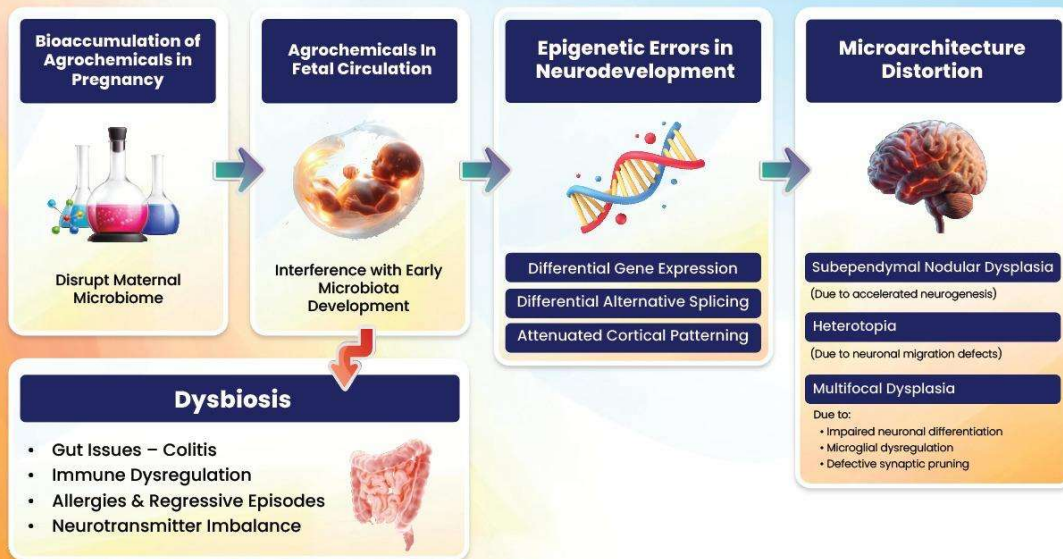 Bioaccumulation of
Agrochemicals in
Pregnancy
Disrupt Maternal
Microbiome
Agrochemicals In
Fetal Circulation
Interference with Early
Microbiota
Development
Epigenetic Errors in
Neurodevelopment
Differential Gene Expression
Differential Alternative Splicing
Attenuated Cortical Patterning
Microarchitecture
Distortion
Subependymal Nodular Dysplasia
(Due to accelerated neurogenesis)
Heterotopia
(Due to neuronal migration defects)
Multifocal Dysplasia
Due to:
• Impaired neuronal differentiation
• Microglial dysregulation
• Defective synaptic pruning
Dysbiosis
• Gut Issues – Colitis
• Immune Dysregulation
• Allergies & Regressive Episodes
• Neurotransmitter Imbalance